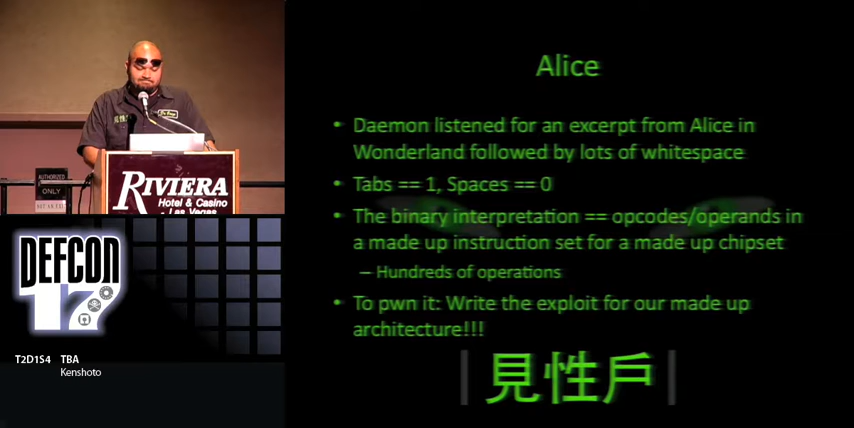 Alice
• Daemon listened for an excerpt from Alice in
Wonderland followed by lots of whitespace
• Tabs == 1, Spaces == 0
• The binary interpretation == opcodes/operands in
a made up instruction set for a made up chipset
– Hundreds of operations
• To pwn it: Write the exploit for our made up
architecture!!!
見性戶
AUTHORIZED
ONLY
RIVIERA
Hotel & Casino
Las Vegas
DEFCON
17
T2D1S4 TBA
Kenshoto